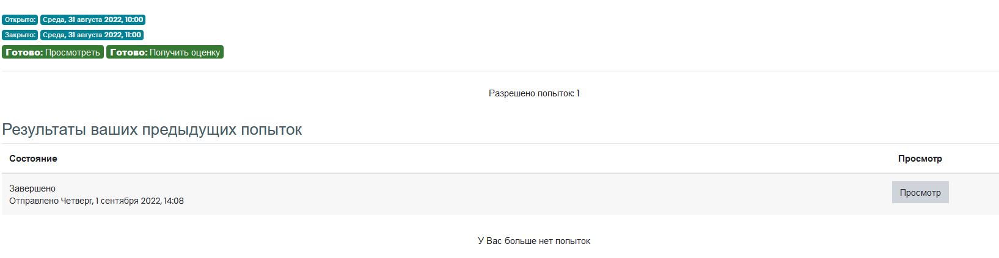 Открыто: Среда, 31 августа 2022, 10:00
Закрыто: Среда, 31 августа 2022, 11:00
Готово: Просмотреть Готово: Получить оценку
Разрешено попыток: 1
Результаты ваших предыдущих попыток
Состояние Просмотр
Завершено
Отправлено Четверг, 1 сентября 2022, 14:08
Просмотр
У Вас больше нет попыток